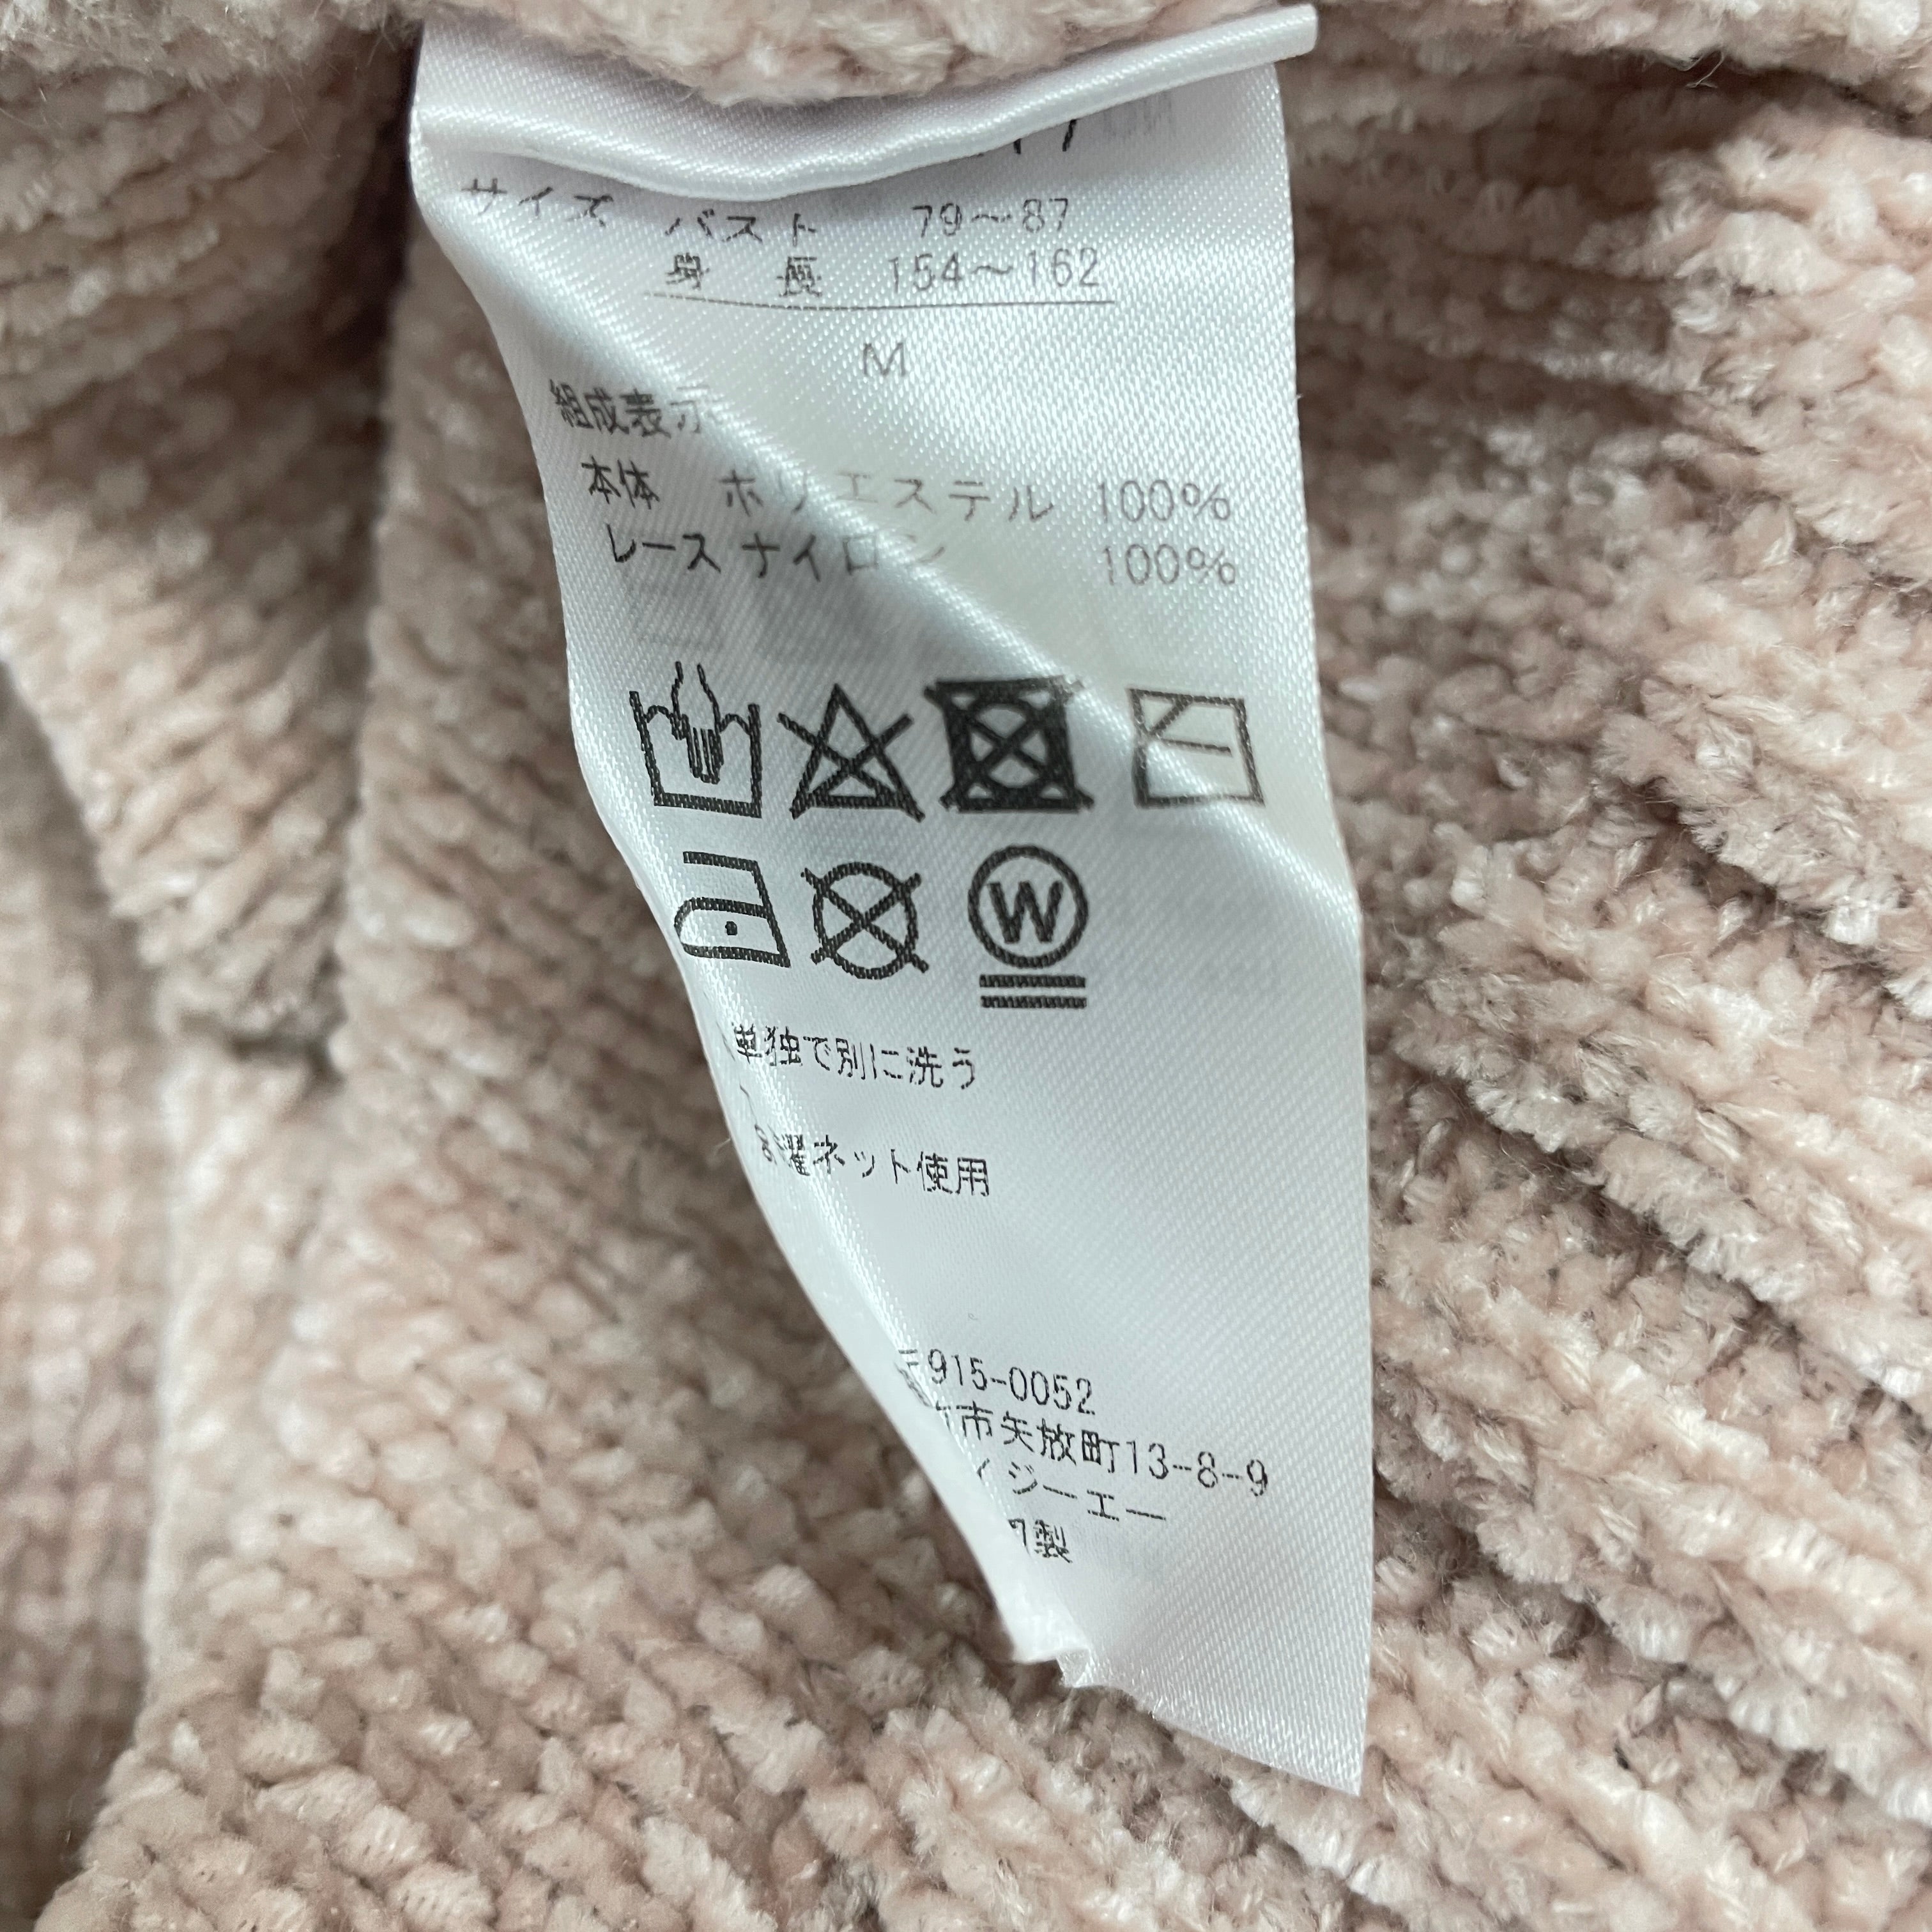 サイズ バスト 79～87
身長 154～162
M
組成表示
本体 ポリエステル 100%
レース ナイロン 100%
W
単独で別に洗う
ネット使用
〒915-0052
市矢放町13-8-9
ィジーエー
製